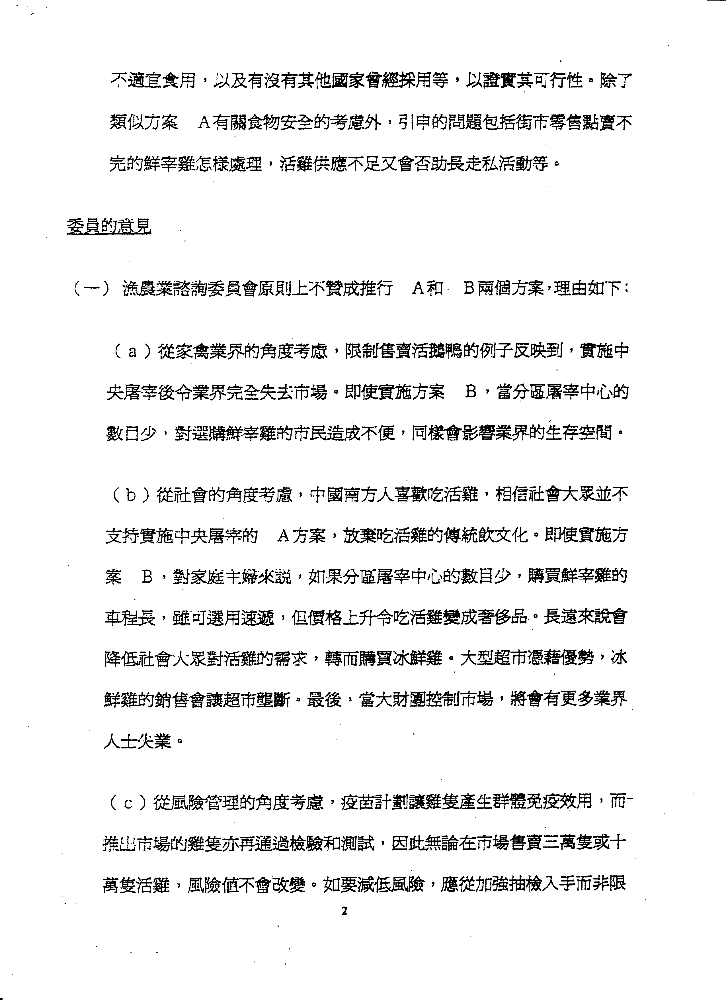 不適宜食用，以及有沒有其他國家曾經採用等，以證實其可行性。除了
類似方案　A有關食物安全的考慮外，引申的問題包括街市零售點賣不
完的鮮宰雞怎樣處理，活雞供應不足又會否助長走私活動等。
委員的意見
（一） 漁農業諮詢委員會原則上不贊成推行　A和　B兩個方案，理由如下：
（a）從家禽業界的角度考慮，限制售賣活鵝鴨的例子反映到，實施中
央屠宰後令業界完全失去市場。即使實施方案　B，當分區屠宰中心的
數目少，對選購鮮宰雞的市民造成不便，同樣會影響業界的生存空間。
（b）從社會的角度考慮，中國南方人喜歡吃活雞，相信社會大眾並不
支持實施中央屠宰的　A方案，放棄吃活雞的傳統飲文化。即使實施方
案　B，對家庭主婦來説，如果分區屠宰中心的數目少，購買鮮宰雞的
車程長，雖可選用速遞，但價格上升令吃活雞變成奢侈品。長遠來說會
降低社會大眾對活雞的需求，轉而購買冰鮮雞。大型超市憑藉優勢，冰
鮮雞的銷售會讓超市壟斷。最後，當大財團控制市場，將會有更多業界
人士失業。
（c）從風險管理的角度考慮，疫苗計劃讓雞隻產生群體免疫效用，而
推出市場的雞隻亦再通過檢驗和測試，因此無論在市場售賣三萬隻或十
萬隻活雞，風險值不會改變。如要減低風險，應從加強抽檢入手而非限
2